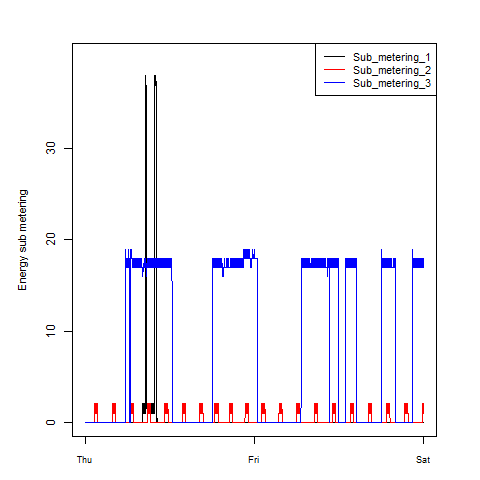 Sub_metering_1
Sub_metering_2
Sub_metering_3
Energy sub metering
30
20
10
0
Thu
Fri
Sat